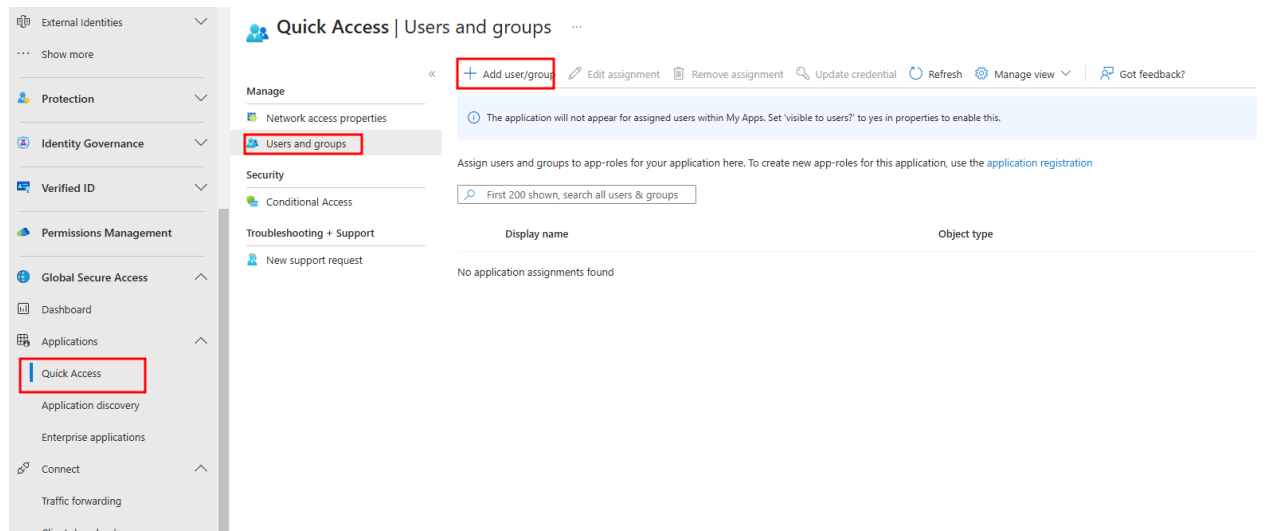 External Identities
Show more
Protection
Identity Governance
Verified ID
Permissions Management
Global Secure Access
Dashboard
Applications
Quick Access
Application discovery
Enterprise applications
Connect
Traffic forwarding
Quick Access | Users and groups
Manage
Network access properties
Users and groups
Security
Conditional Access
Troubleshooting + Support
New support request
Add user/group Edit assignment Remove assignment Update credential Refresh Manage view Got feedback?
The application will not appear for assigned users within My Apps. Set 'visible to users?' to yes in properties to enable this.
Assign users and groups to app-roles for your application here. To create new app-roles for this application, use the application registration
First 200 shown, search all users & groups
Display name Object type
No application assignments found